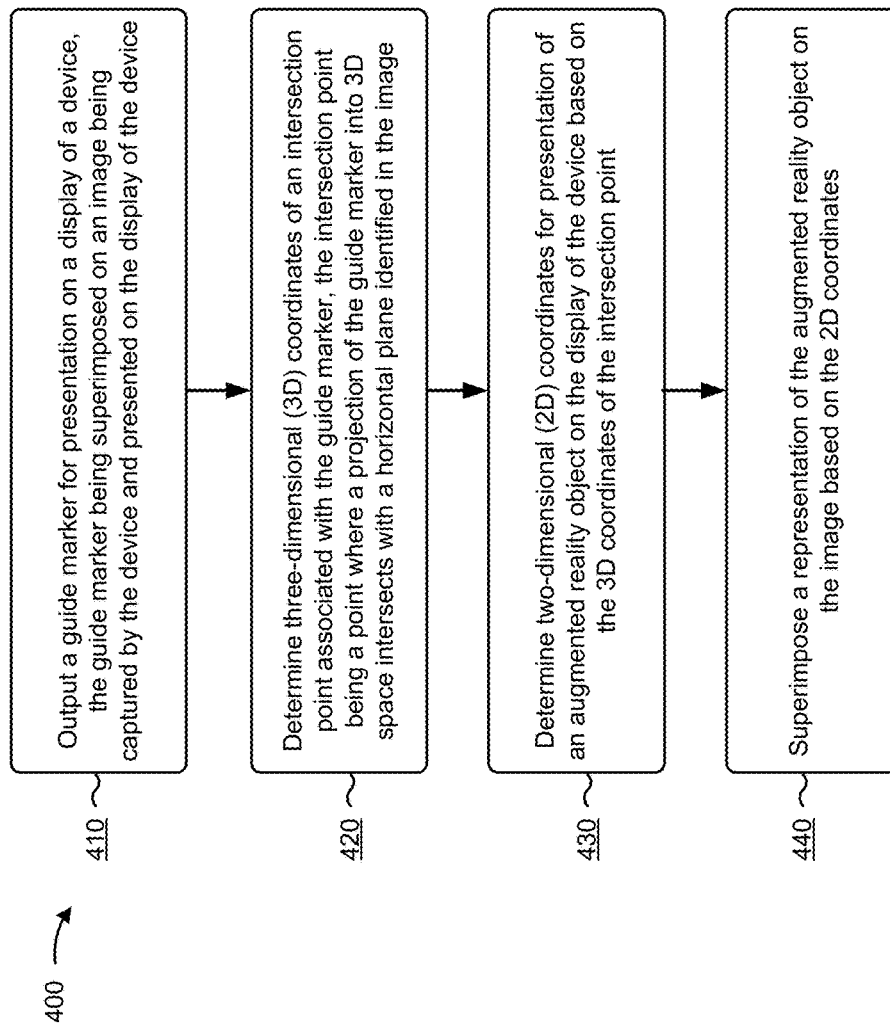 400
410
Output a guide marker for presentation on a display of a device,
the guide marker being superimposed on an image being
captured by the device and presented on the display of the device
420
Determine three-dimensional (3D) coordinates of an intersection
point associated with the guide marker, the intersection point
being a point where a projection of the guide marker into 3D
space intersects with a horizontal plane identified in the image
430
Determine two-dimensional (2D) coordinates for presentation of
an augmented reality object on the display of the device based on
the 3D coordinates of the intersection point
440
Superimpose a representation of the augmented reality object on
the image based on the 2D coordinates